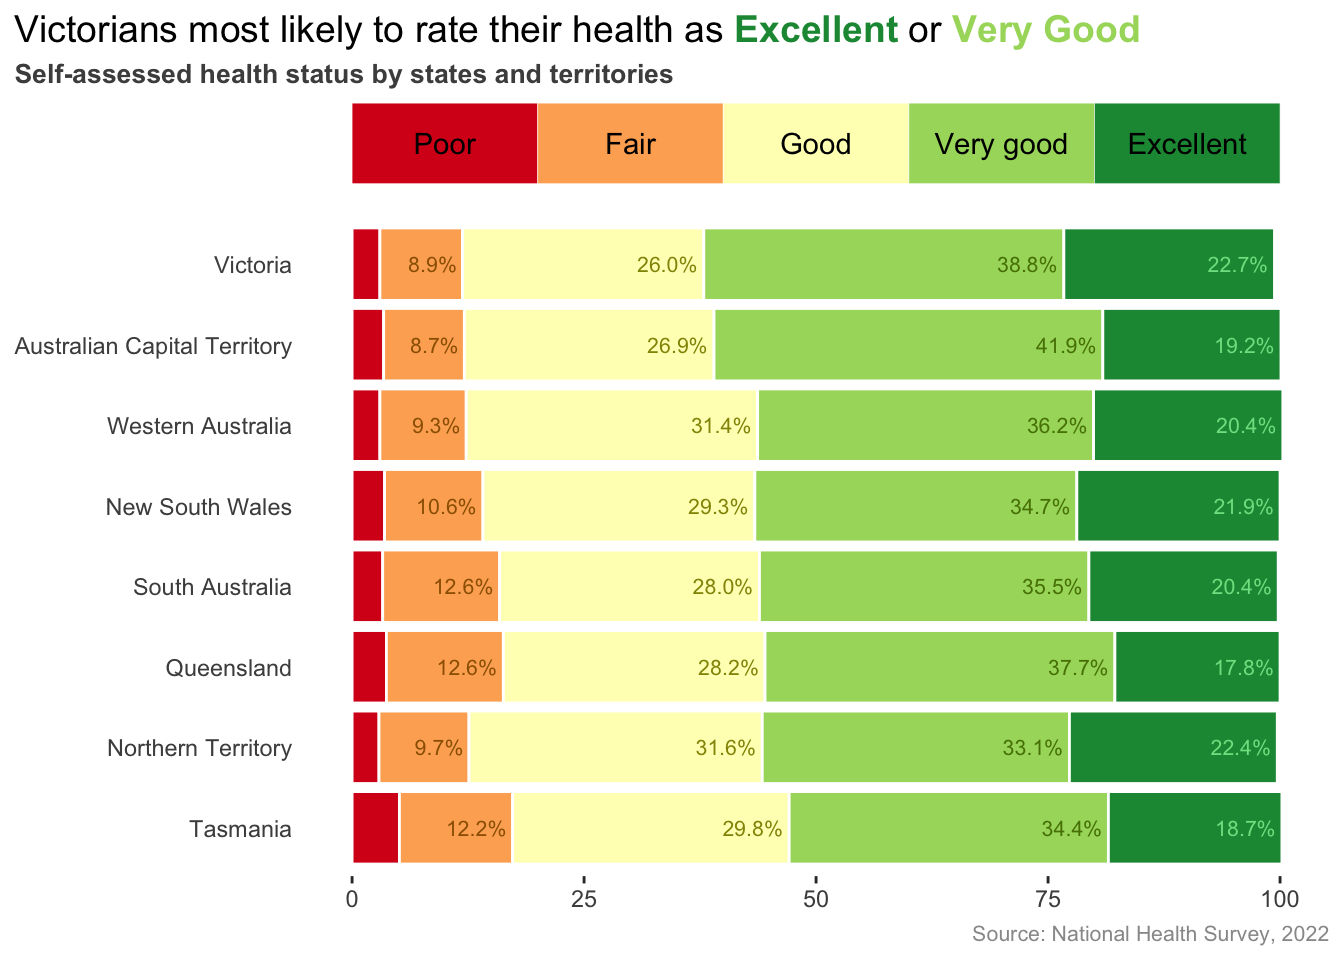 Victorians most likely to rate their health as Excellent or Very Good
Self-assessed health status by states and territories
Poor Fair Good Very good Excellent
Victoria 8.9% 26.0% 38.8% 22.7%
Australian Capital Territory 8.7% 26.9% 41.9% 19.2%
Western Australia 9.3% 31.4% 36.2% 20.4%
New South Wales 10.6% 29.3% 34.7% 21.9%
South Australia 12.6% 28.0% 35.5% 20.4%
Queensland 12.6% 28.2% 37.7% 17.8%
Northern Territory 9.7% 31.6% 33.1% 22.4%
Tasmania 12.2% 29.8% 34.4% 18.7%
0 25 50 75 100
Source: National Health Survey, 2022